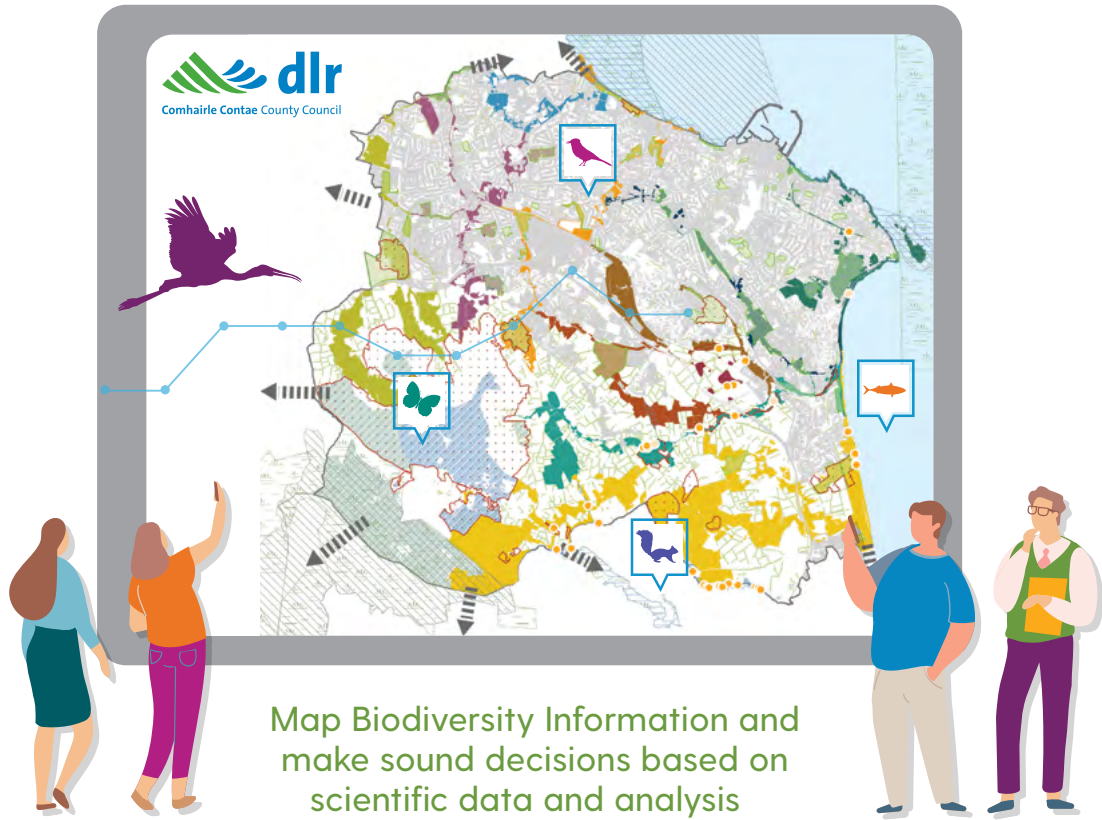 dlr
Comhairle Contae County Council
Map Biodiversity Information and
make sound decisions based on
scientific data and analysis